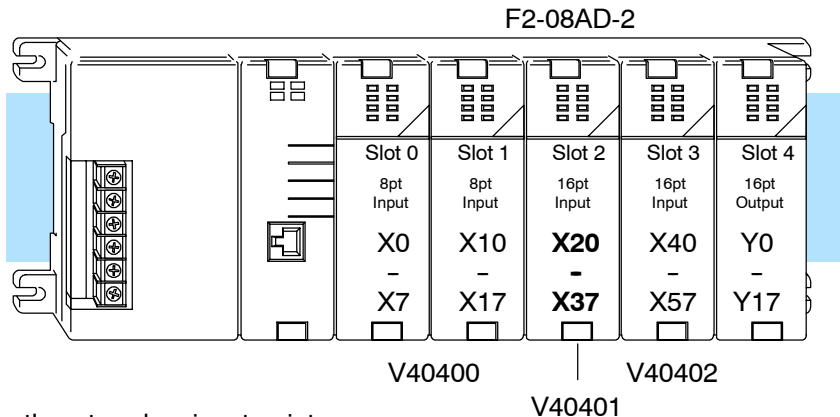 F2-08AD-2
Slot 0
8pt
Input
X0
–
X7
Slot 1
8pt
Input
X10
–
X17
Slot 2
16pt
Input
X20
-
X37
Slot 3
16pt
Input
X40
–
X57
Slot 4
16pt
Output
Y0
–
Y17
V40400
V40402
V40401